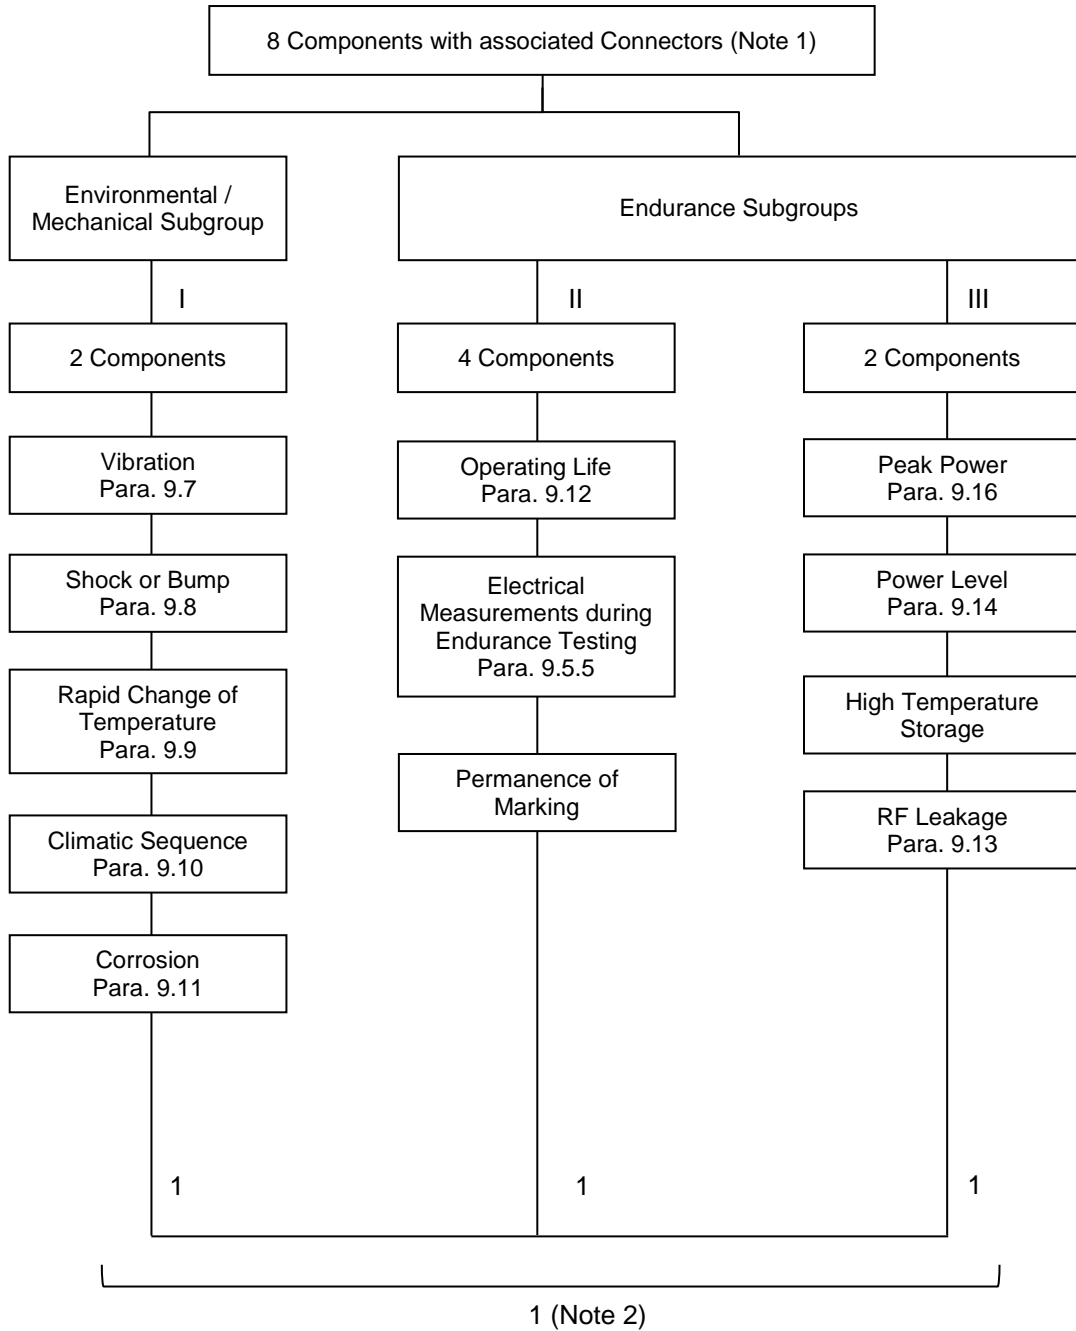 8 Components with associated Connectors (Note 1)
Environmental /
Mechanical Subgroup
Endurance Subgroups
I
II
III
2 Components
4 Components
2 Components
Vibration
Para. 9.7
Operating Life
Para. 9.12
Peak Power
Para. 9.16
Shock or Bump
Para. 9.8
Electrical
Measurements during
Endurance Testing
Para. 9.5.5
Power Level
Para. 9.14
Rapid Change of
Temperature
Para. 9.9
High Temperature
Storage
Permanence of
Marking
RF Leakage
Para. 9.13
Climatic Sequence
Para. 9.10
Corrosion
Para. 9.11
1
1
1
1 (Note 2)